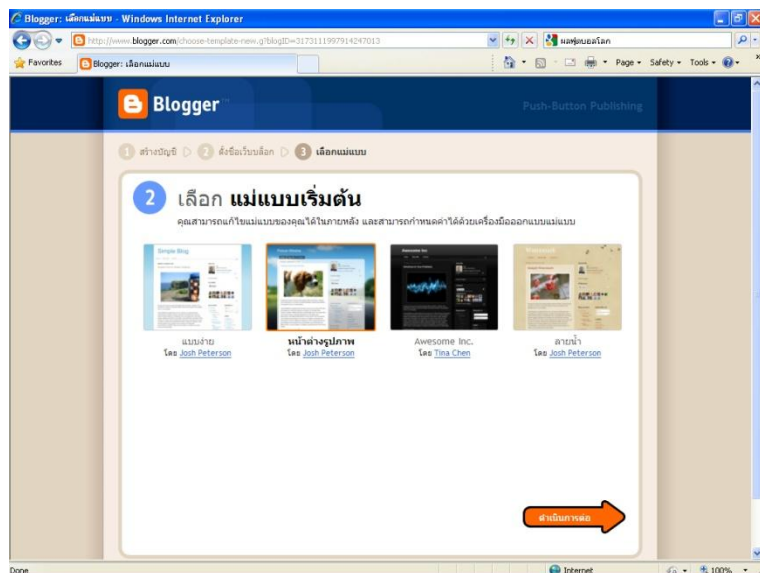 Blogger: เลือกแม่แบบ - Windows Internet Explorer
http://www.blogger.com/choose-template-new.g?blogID=3173111997914247013
ผลฟุตบอลโลก
Favorites
Blogger: เลือกแม่แบบ
Page
Safety
Tools
Blogger
Push-Button Publishing
1 สร้างบัญชี 2 ตั้งชื่อเว็บบล็อก 3 เลือกแม่แบบ
2 เลือก แม่แบบเริ่มต้น
คุณสามารถแก้ไขแม่แบบของคุณได้ในภายหลัง และสามารถกำหนดค่าได้ด้วยเครื่องมือออกแบบแม่แบบ
Simple Blog
Awesome Inc.
แบบง่าย
โดย Josh Peterson
หน้าต่างรูปภาพ
โดย Josh Peterson
Awesome Inc.
โดย Tina Chen
ลายน้ำ
โดย Josh Peterson
ดำเนินการต่อ
Done
Internet
100%